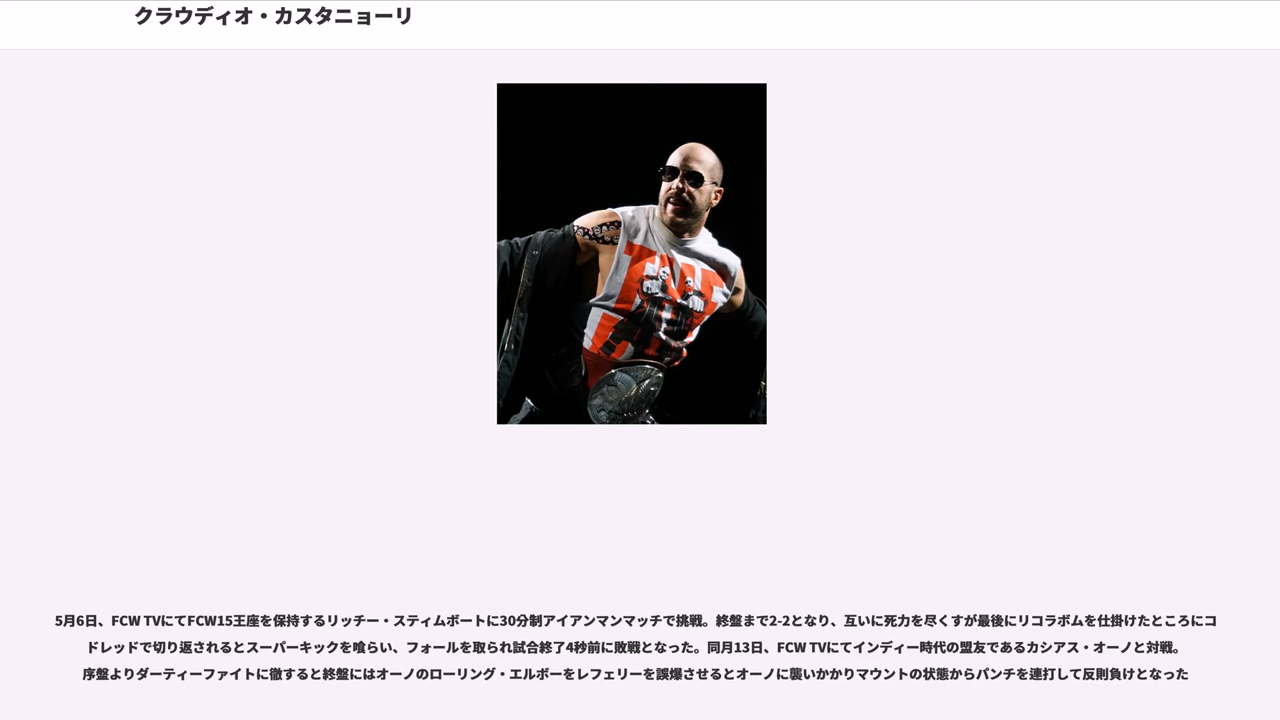 クラウディオ・カスタニョーリ
5月6日、FCW TVにてFCW15王座を保持するリッチー・スティムボートに30分制アイアンマンマッチで挑戦。終盤まで2-2となり、互いに死力を尽くすが最後にリコラボムを仕掛けたところにコ
ドレッドで切り返されるとスーパーキックを喰らい、フォールを取られ試合終了4秒前に敗戦となった。同月13日、FCW TVにてインディー時代の盟友であるカシアス・オーノと対戦。
序盤よりダーティーファイトに徹すると終盤にはオーノのローリング・エルボーをレフェリーを誤爆させるとオーノに襲いかかりマウントの状態からパンチを連打して反則負けとなった